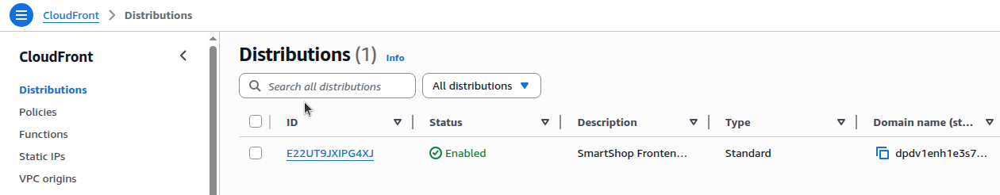 CloudFront Distributions
CloudFront
Distributions
Policies
Functions
Static IPs
VPC origins
Distributions (1) Info
Search all distributions All distributions
ID Status Description Type Domain name (st...
E22UT9JXIPG4XJ Enabled SmartShop Fronten... Standard dpdv1enh1e3s7...